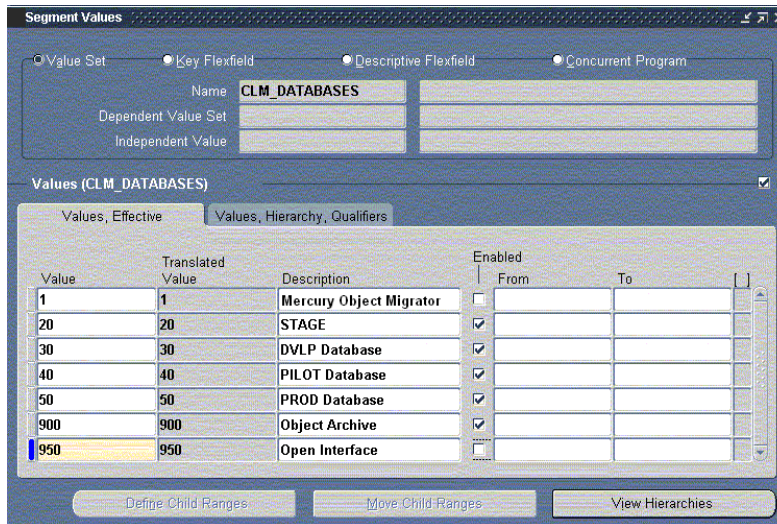 Segment Values
Value Set Key Flexfield Descriptive Flexfield Concurrent Program
Name CLM_DATABASES
Dependent Value Set
Independent Value
Values (CLM_DATABASES)
Values, Effective Values, Hierarchy, Qualifiers
Translated Enabled
Value Value Description From To [ ]
1 1 Mercury Object Migrator
20 20 STAGE
30 30 DVLP Database
40 40 PILOT Database
50 50 PROD Database
900 900 Object Archive
950 950 Open Interface
Define Child Ranges Move Child Ranges View Hierarchies